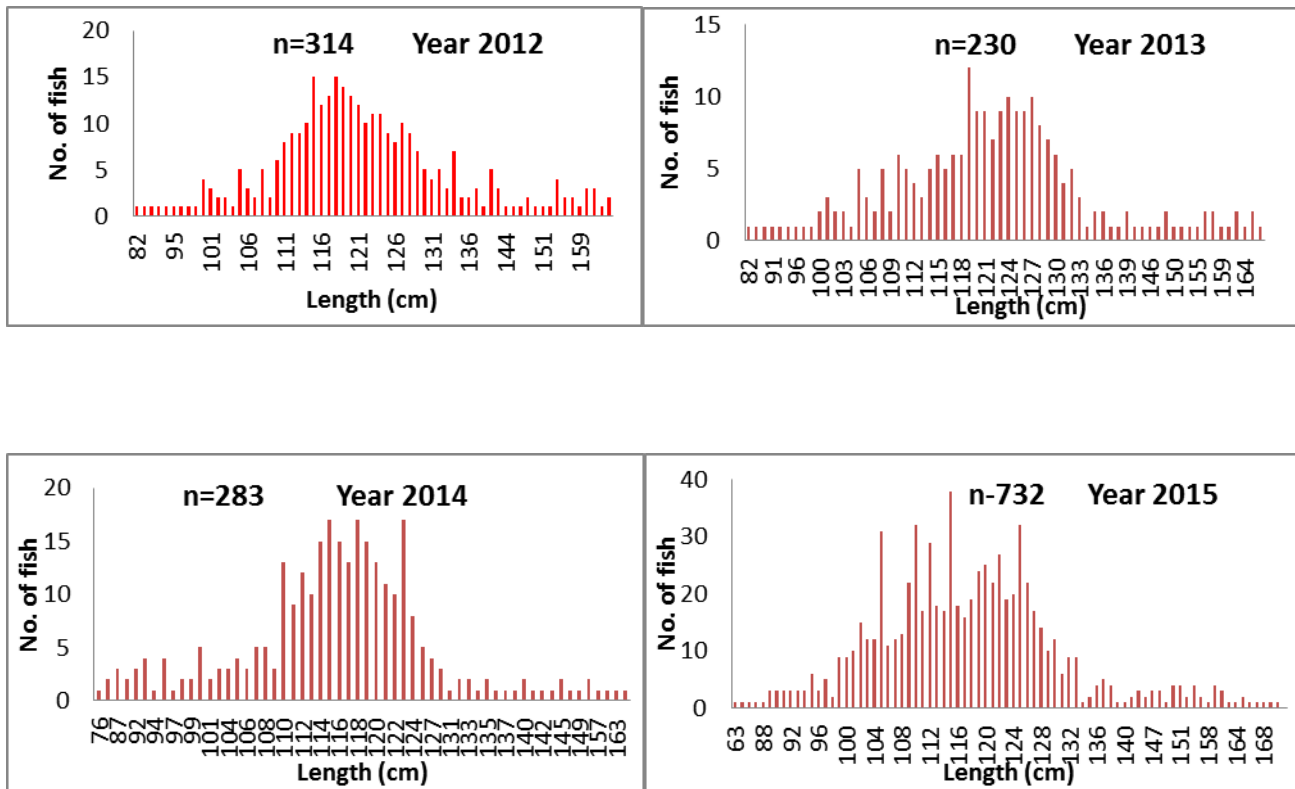 n=314 Year 2012
No. of fish
20
15
10
5
0
82 95 101 106 111 116 121 126 131 136 144 151 159
Length (cm)
n=230 Year 2013
No. of fish
15
10
5
0
82 91 96 100 103 106 109 112 115 118 121 124 127 130 133 136 139 146 150 155 159 164
Length (cm)
n=283 Year 2014
No. of fish
20
15
10
5
0
76 87 92 94 97 99 101 104 106 108 110 112 114 116 118 120 122 124 127 131 133 135 137 140 142 145 149 157 163
Length (cm)
n-732 Year 2015
No. of fish
40
30
20
10
0
63 88 92 96 100 104 108 112 116 120 124 128 132 136 140 147 151 158 164 168
Length (cm)